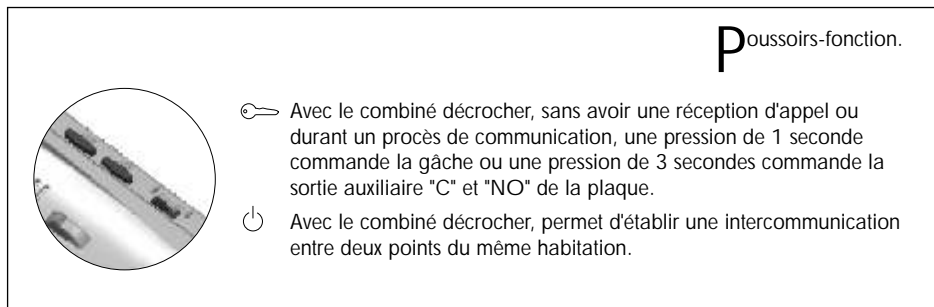 Poussoirs-fonction.
Avec le combiné décrocher, sans avoir une réception d'appel ou
durant un procès de communication, une pression de 1 seconde
commande la gâche ou une pression de 3 secondes commande la
sortie auxiliaire "C" et "NO" de la plaque.
Avec le combiné décrocher, permet d'établir une intercommunication
entre deux points du même habitation.